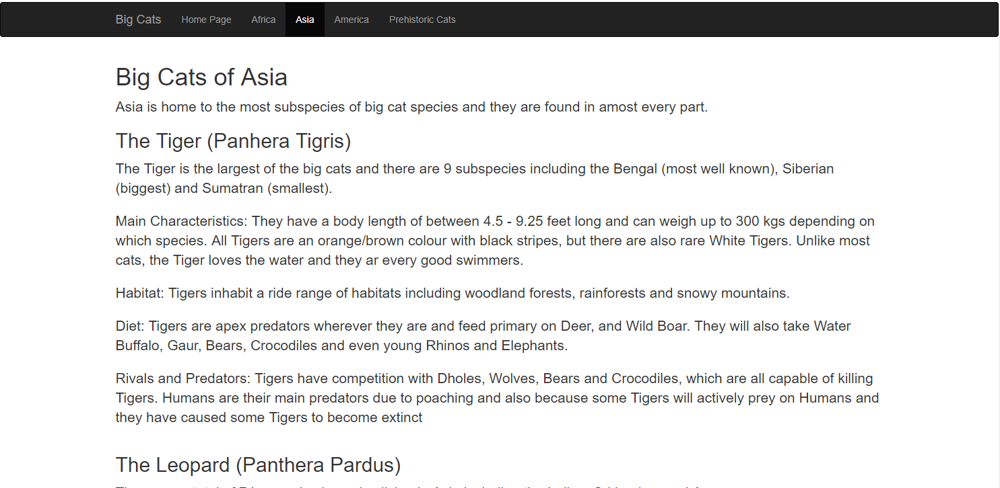 Big Cats Home Page Africa Asia America Prehistoric Cats
Big Cats of Asia
Asia is home to the most subspecies of big cat species and they are found in amost every part.
The Tiger (Panhera Tigris)
The Tiger is the largest of the big cats and there are 9 subspecies including the Bengal (most well known), Siberian
(biggest) and Sumatran (smallest).
Main Characteristics: They have a body length of between 4.5 - 9.25 feet long and can weigh up to 300 kgs depending on
which species. All Tigers are an orange/brown colour with black stripes, but there are also rare White Tigers. Unlike most
cats, the Tiger loves the water and they ar every good swimmers.
Habitat: Tigers inhabit a ride range of habitats including woodland forests, rainforests and snowy mountains.
Diet: Tigers are apex predators wherever they are and feed primary on Deer, and Wild Boar. They will also take Water
Buffalo, Gaur, Bears, Crocodiles and even young Rhinos and Elephants.
Rivals and Predators: Tigers have competition with Dholes, Wolves, Bears and Crocodiles, which are all capable of killing
Tigers. Humans are their main predators due to poaching and also because some Tigers will actively prey on Humans and
they have caused some Tigers to become extinct
The Leopard (Panthera Pardus)